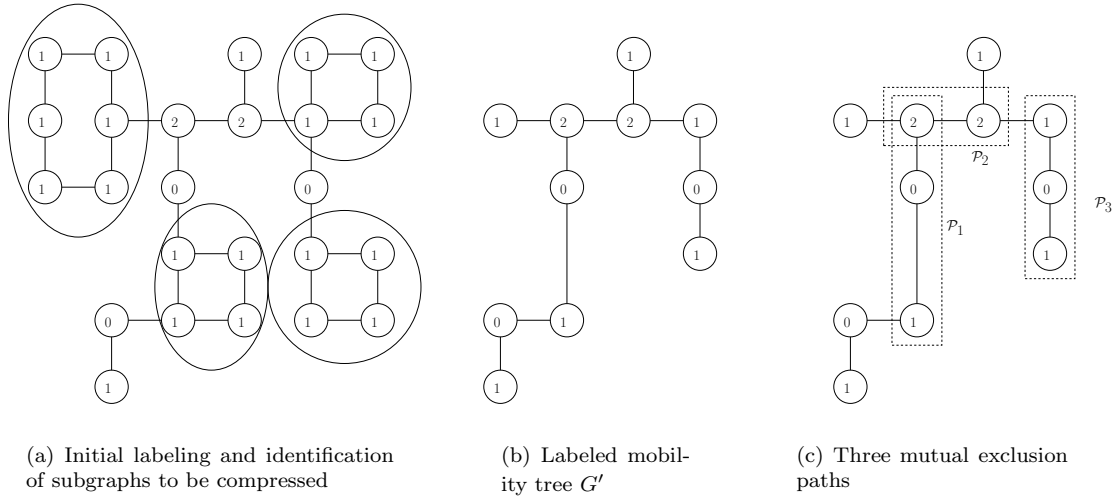 1 1 1 1 1
1 1 2 2 1 1
1 1 0 0
1 1 1 1
0 1 1 1 1
1
(a) Initial labeling and identification
of subgraphs to be compressed
1
1 2 2 1
0 0
1
0 1
1
(b) Labeled mobil-
ity tree G′
1
1 2 2 1
P₂
0 0
P₃
P₁
1
0 1
1
(c) Three mutual exclusion
paths